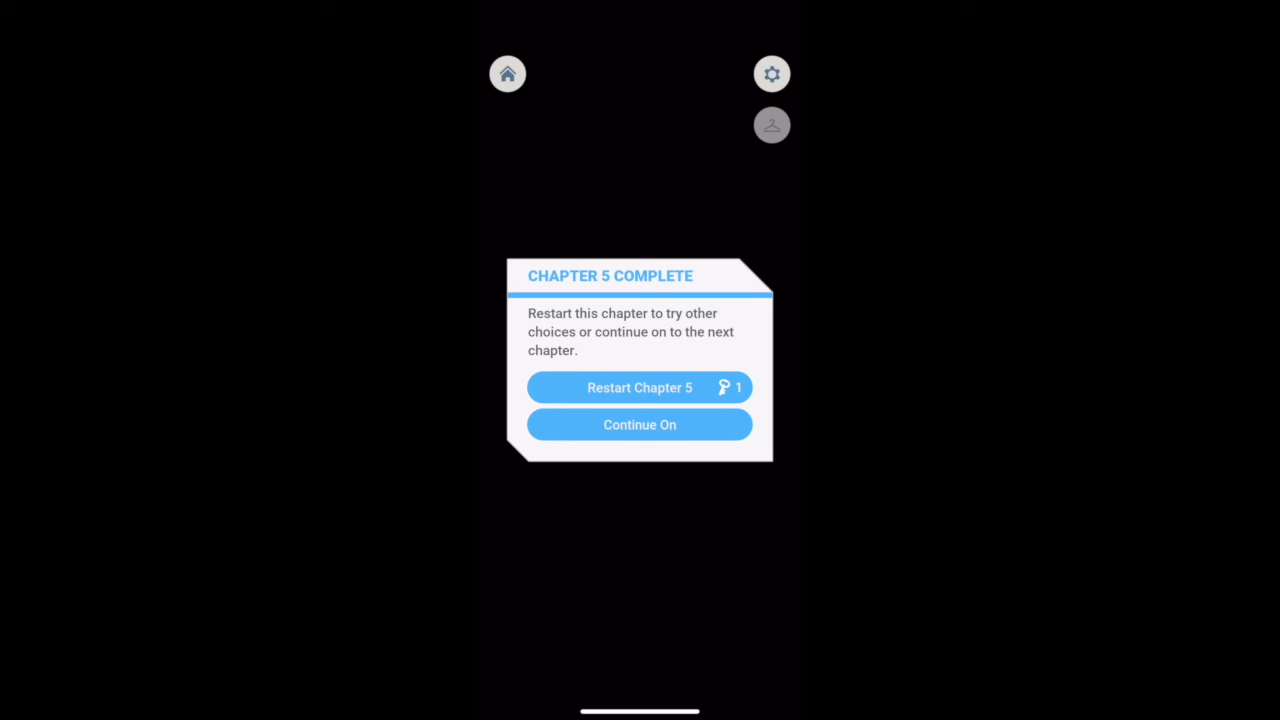 CHAPTER 5 COMPLETE
Restart this chapter to try other
choices or continue on to the next
chapter.
Restart Chapter 5 1
Continue On